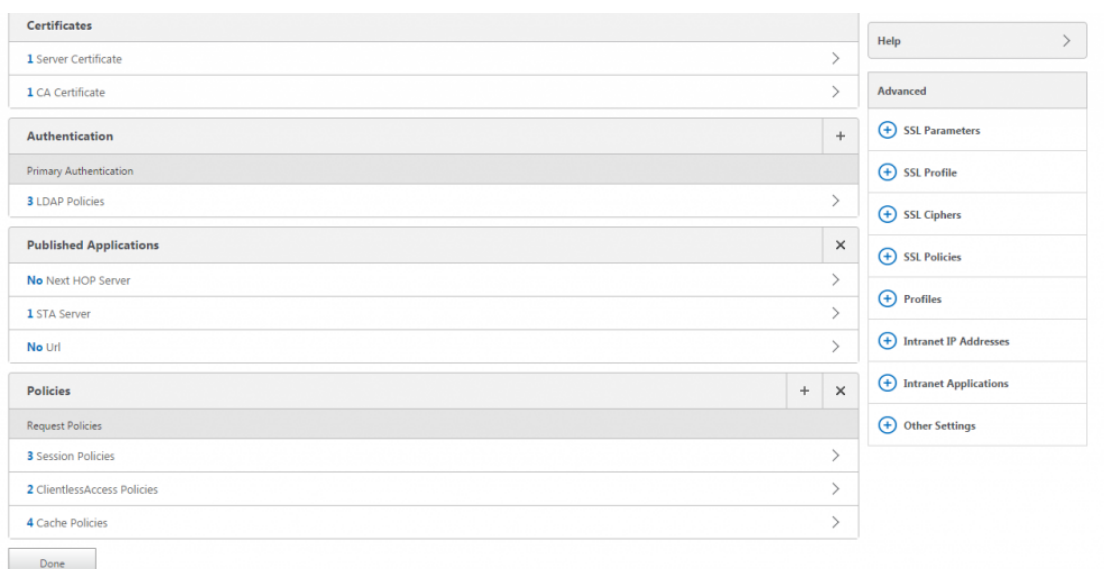 Certificates
1 Server Certificate
1 CA Certificate
Authentication
Primary Authentication
3 LDAP Policies
Published Applications
No Next HOP Server
1 STA Server
No Url
Policies
Request Policies
3 Session Policies
2 ClientlessAccess Policies
4 Cache Policies
Done
Help
Advanced
SSL Parameters
SSL Profile
SSL Ciphers
SSL Policies
Profiles
Intranet IP Addresses
Intranet Applications
Other Settings